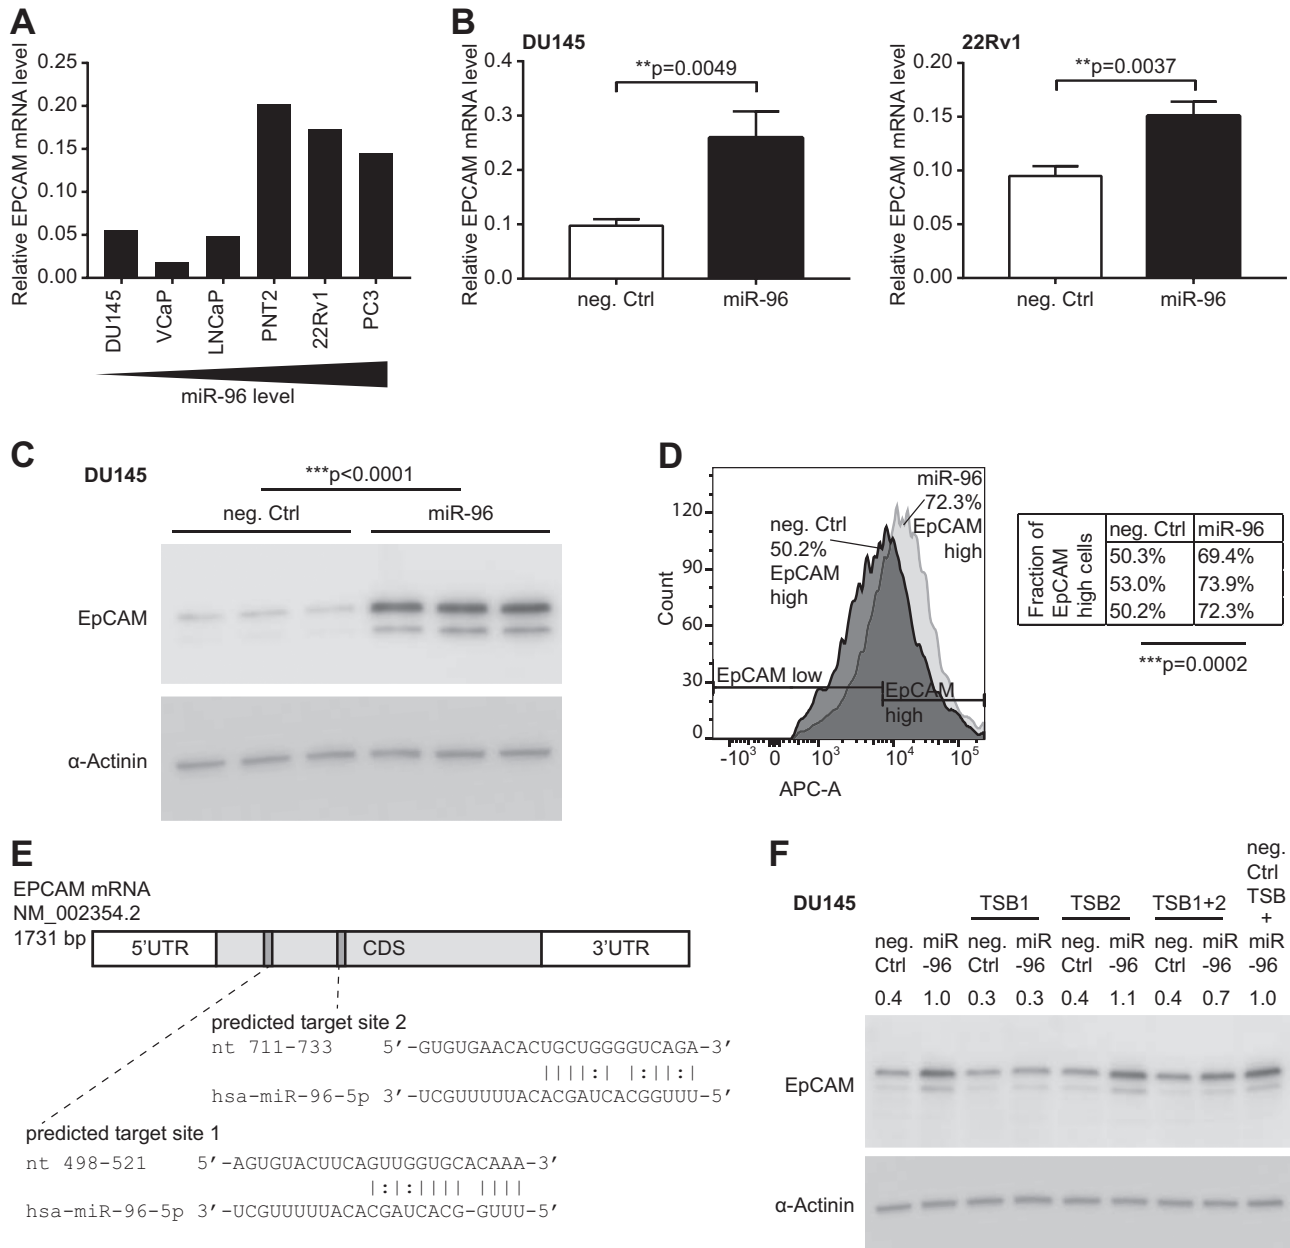 A
Relative EPCAM mRNA level
0.25
0.20
0.15
0.10
0.05
0.00
DU145
VCaP
LNCaP
PNT2
22Rv1
PC3
miR-96 level
B
DU145
Relative EPCAM mRNA level
0.4
0.3
0.2
0.1
0.0
**p=0.0049
neg. Ctrl
miR-96
22Rv1
Relative EPCAM mRNA level
0.20
0.15
0.10
0.05
0.00
**p=0.0037
neg. Ctrl
miR-96
C
DU145
***p<0.0001
neg. Ctrl
miR-96
EpCAM
α-Actinin
D
Count
120
90
60
30
0
neg. Ctrl
50.2%
EpCAM
high
miR-96
72.3%
EpCAM
high
EpCAM low
EpCAM
high
-10³ 0 10³ 10⁴ 10⁵
APC-A
Fraction of
EpCAM
high cells
neg. Ctrl miR-96
50.3% 69.4%
53.0% 73.9%
50.2% 72.3%
***p=0.0002
E
EPCAM mRNA
NM_002354.2
1731 bp
5’UTR
CDS
3’UTR
predicted target site 2
nt 711-733 5’-GUGUGAACACUGCUGGGGUCAGA-3’
||||:| |:||:|
hsa-miR-96-5p 3’-UCGUUUUUACACGAUCACGGUUU-5’
predicted target site 1
nt 498-521 5’-AGUGUACUUCAGUUGGUGCACAAA-3’
|:|:|||| ||||
hsa-miR-96-5p 3’-UCGUUUUUACACGAUCACG-GUUU-5’
F
DU145
TSB1
TSB2
TSB1+2
neg.
Ctrl
TSB
+
miR
-96
neg. miR neg. miR neg. miR neg. miR
Ctrl -96 Ctrl -96 Ctrl -96 Ctrl -96
0.4 1.0 0.3 0.3 0.4 1.1 0.4 0.7 1.0
EpCAM
α-Actinin